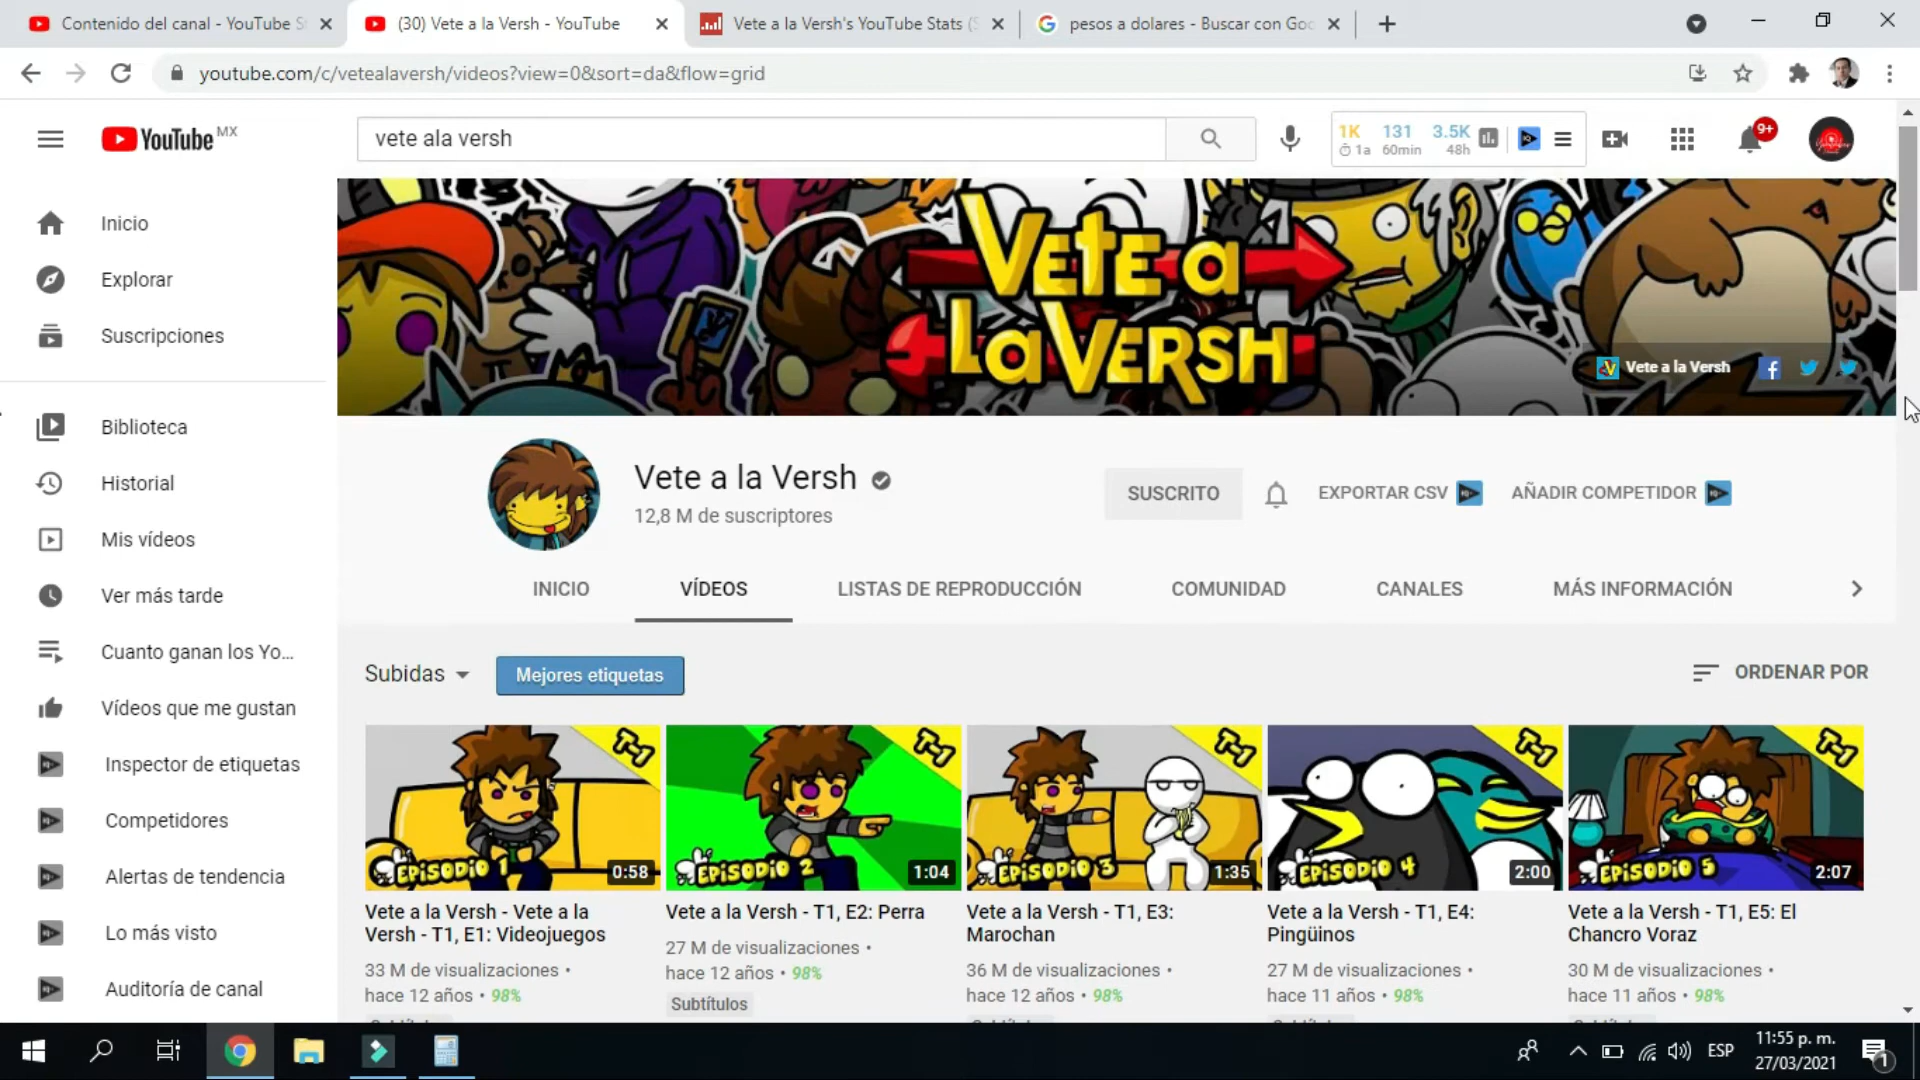 Contenido del canal - YouTube S
(30) Vete a la Versh - YouTube
Vete a la Versh's YouTube Stats (S
pesos a dolares - Buscar con Goo
youtube.com/c/vetealaversh/videos?view=0&sort=da&flow=grid
YouTube MX
vete ala versh
1K 131 3.5K
1a 60min 48h
9+
Inicio
Explorar
Suscripciones
Biblioteca
Historial
Mis vídeos
Ver más tarde
Cuanto ganan los Yo...
Vídeos que me gustan
Inspector de etiquetas
Competidores
Alertas de tendencia
Lo más visto
Auditoría de canal
VETE a
la VERSH
Vete a la Versh
Vete a la Versh
12,8 M de suscriptores
SUSCRITO
EXPORTAR CSV
AÑADIR COMPETIDOR
INICIO
VÍDEOS
LISTAS DE REPRODUCCIÓN
COMUNIDAD
CANALES
MÁS INFORMACIÓN
Subidas
Mejores etiquetas
ORDENAR POR
T-1
EPISODIO 1
0:58
Vete a la Versh - Vete a la
Versh - T1, E1: Videojuegos
33 M de visualizaciones •
hace 12 años • 98%
T-1
EPISODIO 2
1:04
Vete a la Versh - T1, E2: Perra
27 M de visualizaciones •
hace 12 años • 98%
Subtítulos
T-1
EPISODIO 3
1:35
Vete a la Versh - T1, E3:
Marochan
36 M de visualizaciones •
hace 12 años • 98%
T-1
EPISODIO 4
2:00
Vete a la Versh - T1, E4:
Pingüinos
27 M de visualizaciones •
hace 11 años • 98%
T-1
EPISODIO 5
2:07
Vete a la Versh - T1, E5: El
Chancro Voraz
30 M de visualizaciones •
hace 11 años • 98%
ESP
11:55 p. m.
27/03/2021
1